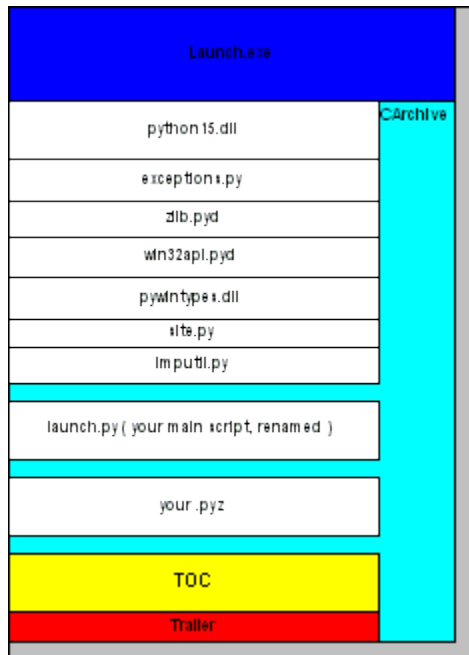 Launch.exe
CArchive
python15.dll
exceptions.py
zlib.pyd
win32api.pyd
pywintypes.dll
site.py
imputil.py
launch.py ( your main script, renamed )
your .pyz
TOC
Trailer